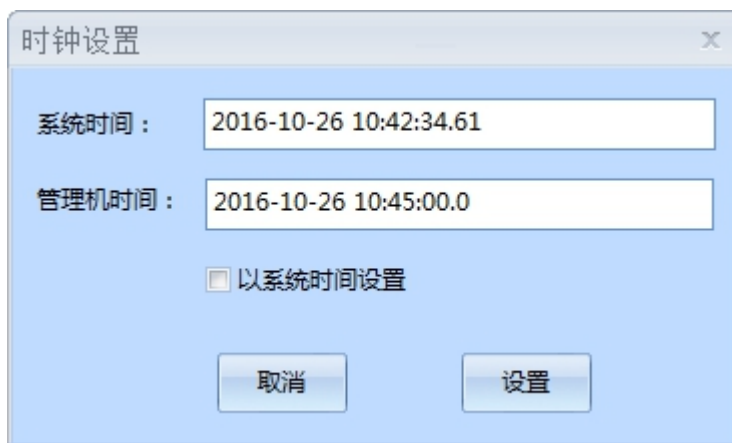 时钟设置
系统时间： 2016-10-26 10:42:34.61
管理机时间： 2016-10-26 10:45:00.0
以系统时间设置
取消 设置